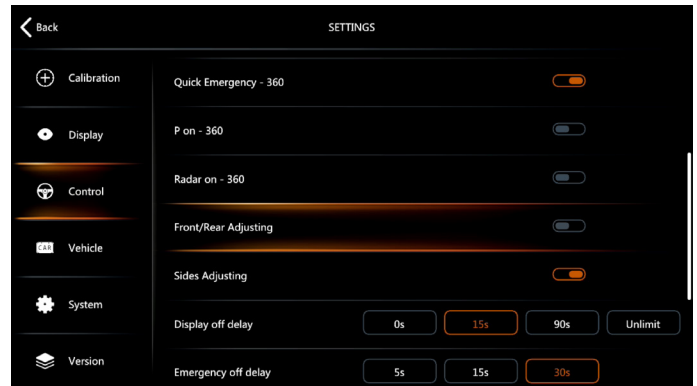 Back
SETTINGS
Calibration
Display
Control
CAR
Vehicle
System
Version
Quick Emergency - 360
P on - 360
Radar on - 360
Front/Rear Adjusting
Sides Adjusting
Display off delay 0s 15s 90s Unlimit
Emergency off delay 5s 15s 30s